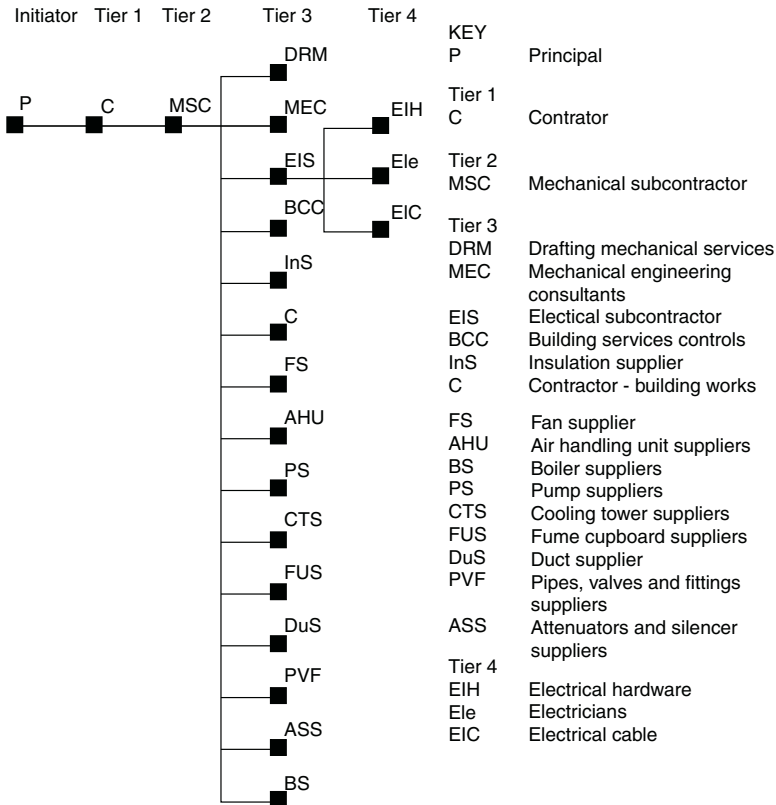 Initiator Tier 1 Tier 2 Tier 3 Tier 4
P
C
MSC
DRM
MEC
EIS
BCC
InS
C
FS
AHU
PS
CTS
FUS
DuS
PVF
ASS
BS
EIH
Ele
EIC
KEY
P Principal
Tier 1
C Contrator
Tier 2
MSC Mechanical subcontractor
Tier 3
DRM Drafting mechanical services
MEC Mechanical engineering
consultants
EIS Electical subcontractor
BCC Building services controls
InS Insulation supplier
C Contractor - building works
FS Fan supplier
AHU Air handling unit suppliers
BS Boiler suppliers
PS Pump suppliers
CTS Cooling tower suppliers
FUS Fume cupboard suppliers
DuS Duct supplier
PVF Pipes, valves and fittings
suppliers
ASS Attenuators and silencer
suppliers
Tier 4
EIH Electrical hardware
Ele Electricians
EIC Electrical cable